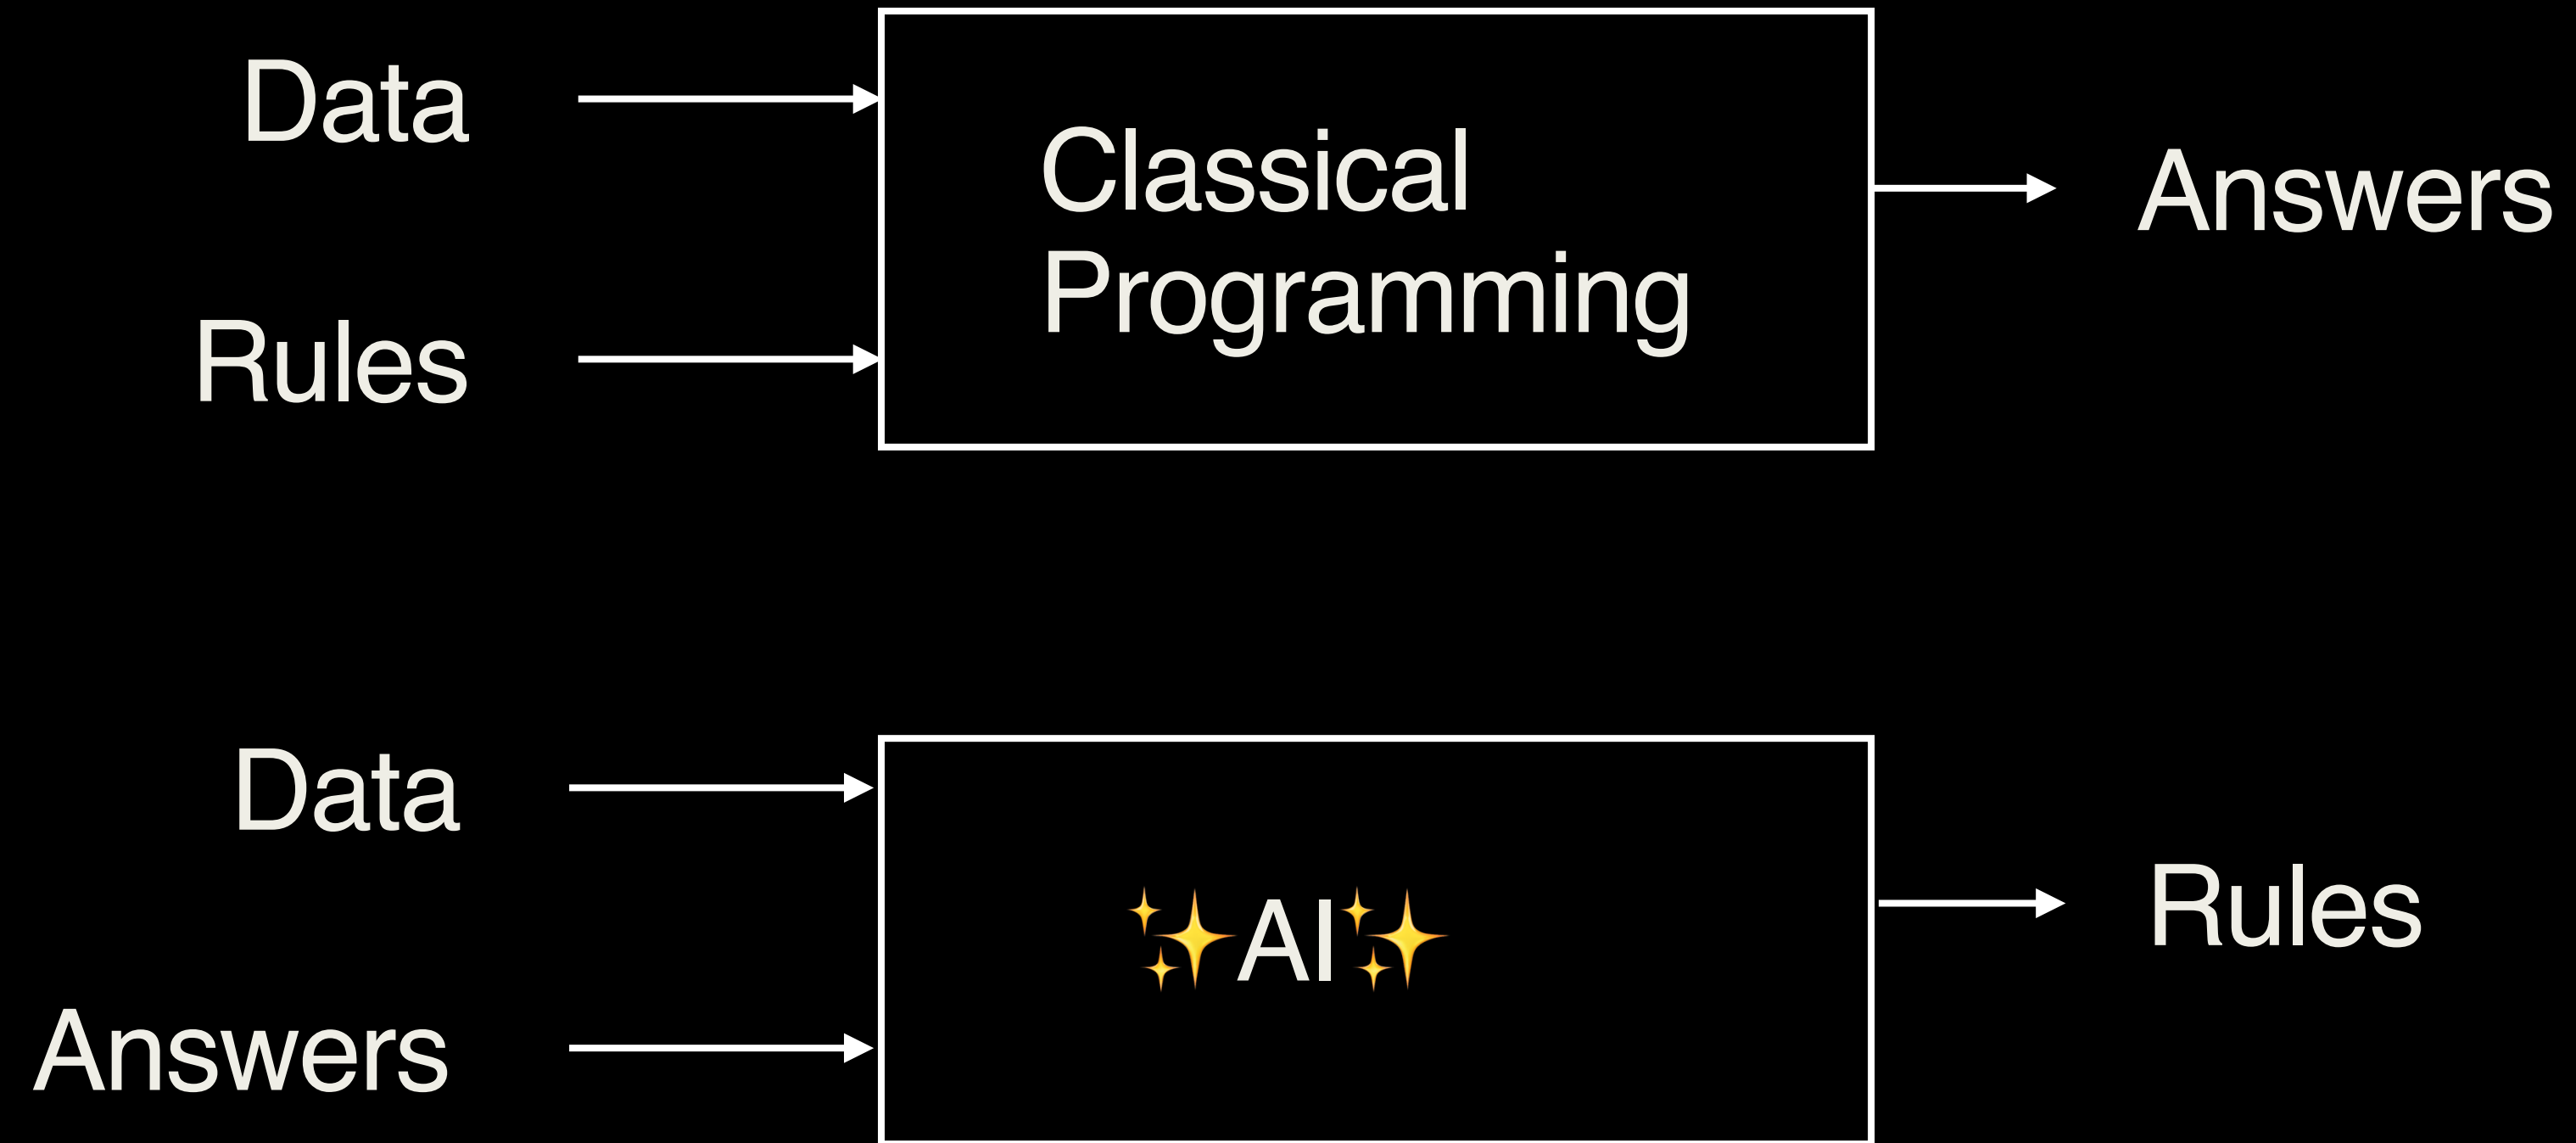 Data
Rules
Classical
Programming
Answers
Data
Answers
✨AI✨
Rules